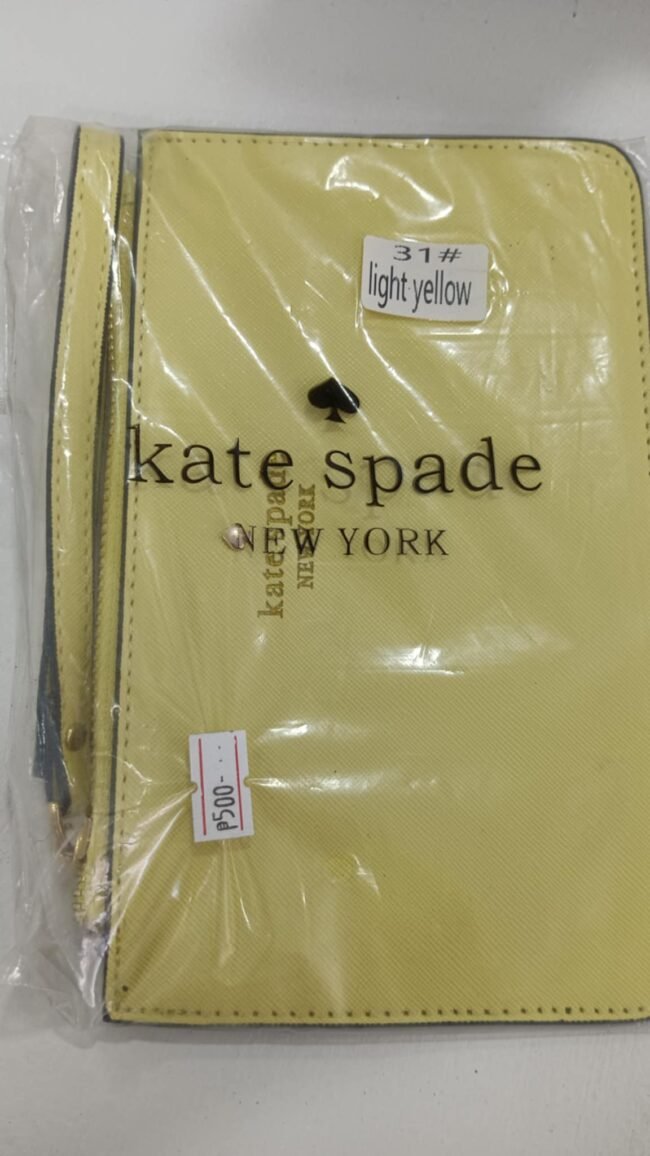 31#
light yellow
kate spade
NEW YORK
kate spade
NEW YORK
₱500-